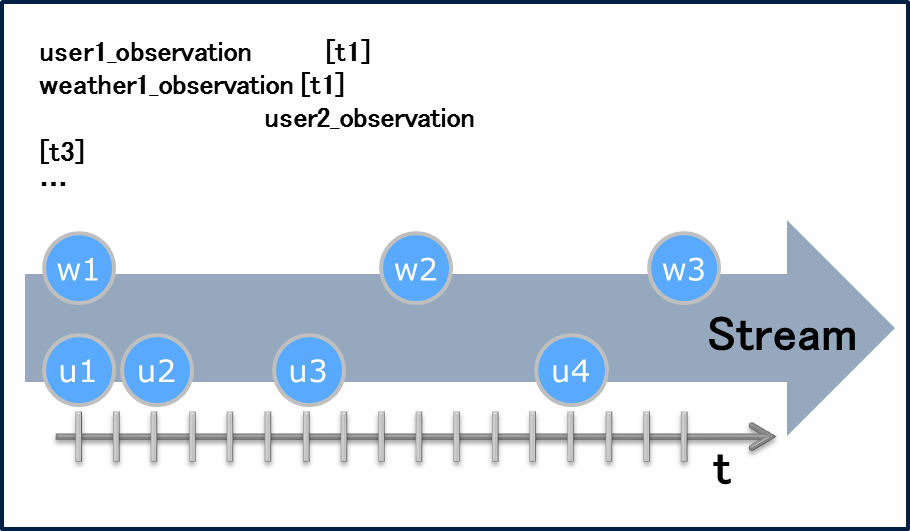 user1_observation [t1]
weather1_observation [t1]
user2_observation
[t3]
...
w1 w2 w3
Stream
u1 u2 u3 u4
t